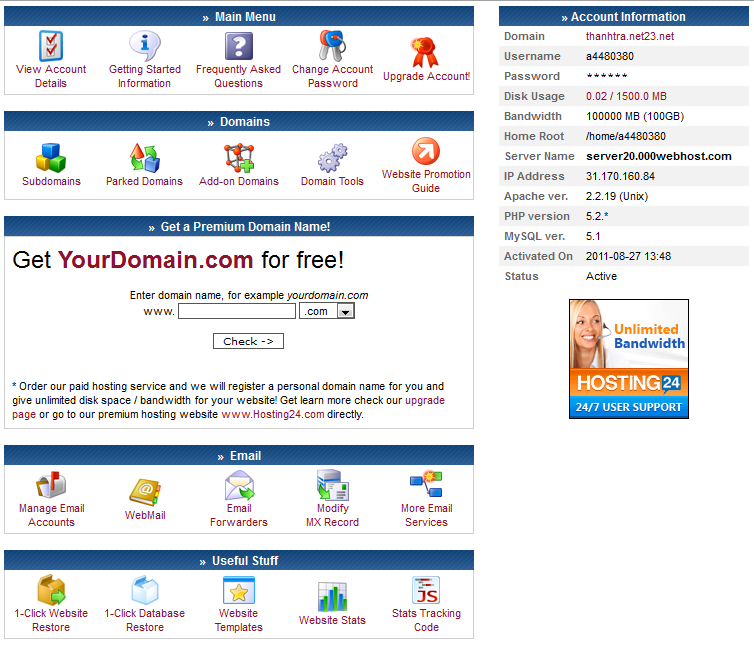 » Main Menu
View Account Details
Getting Started Information
Frequently Asked Questions
Change Account Password
Upgrade Account!
» Domains
Subdomains
Parked Domains
Add-on Domains
Domain Tools
Website Promotion Guide
» Get a Premium Domain Name!
Get YourDomain.com for free!
Enter domain name, for example yourdomain.com
www. .com
Check ->
* Order our paid hosting service and we will register a personal domain name for you and
give unlimited disk space / bandwidth for your website! Get learn more check our upgrade
page or go to our premium hosting website www.Hosting24.com directly.
» Email
Manage Email Accounts
WebMail
Email Forwarders
Modify MX Record
More Email Services
» Useful Stuff
1-Click Website Restore
1-Click Database Restore
Website Templates
Website Stats
JS
Stats Tracking Code
» Account Information
Domain thanhtra.net23.net
Username a4480380
Password ******
Disk Usage 0.02 / 1500.0 MB
Bandwidth 100000 MB (100GB)
Home Root /home/a4480380
Server Name server20.000webhost.com
IP Address 31.170.160.84
Apache ver. 2.2.19 (Unix)
PHP version 5.2.*
MySQL ver. 5.1
Activated On 2011-08-27 13:48
Status Active
Unlimited
Bandwidth
HOSTING 24
24/7 USER SUPPORT